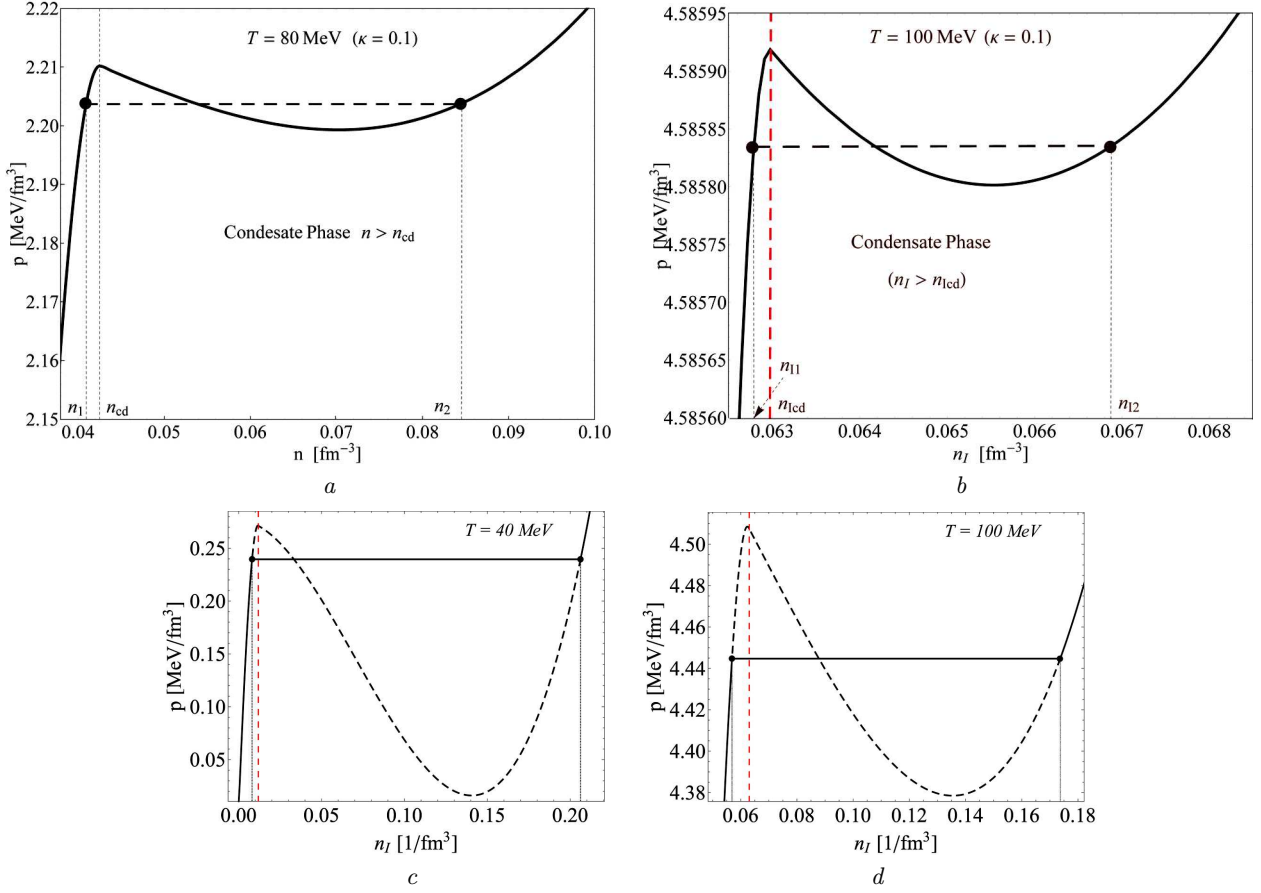 2.22
2.21
2.20
2.19
2.18
2.17
2.16
2.15
p [MeV/fm³]
T = 80 MeV (κ = 0.1)
Condesate Phase n > n_cd
n_1 n_cd n_2
0.04 0.05 0.06 0.07 0.08 0.09 0.10
n [fm⁻³]
a
4.58595
4.58590
4.58585
4.58580
4.58575
4.58570
4.58565
4.58560
p [MeV/fm³]
T = 100 MeV (κ = 0.1)
Condensate Phase
(n_I > n_Icd)
n_I1
n_Icd n_I2
0.063 0.064 0.065 0.066 0.067 0.068
n_I [fm⁻³]
b
0.25
0.20
0.15
0.10
0.05
p [MeV/fm³]
T = 40 MeV
0.00 0.05 0.10 0.15 0.20
n_I [1/fm³]
c
4.50
4.48
4.46
4.44
4.42
4.40
4.38
p [MeV/fm³]
T = 100 MeV
0.06 0.08 0.10 0.12 0.14 0.16 0.18
n_I [1/fm³]
d